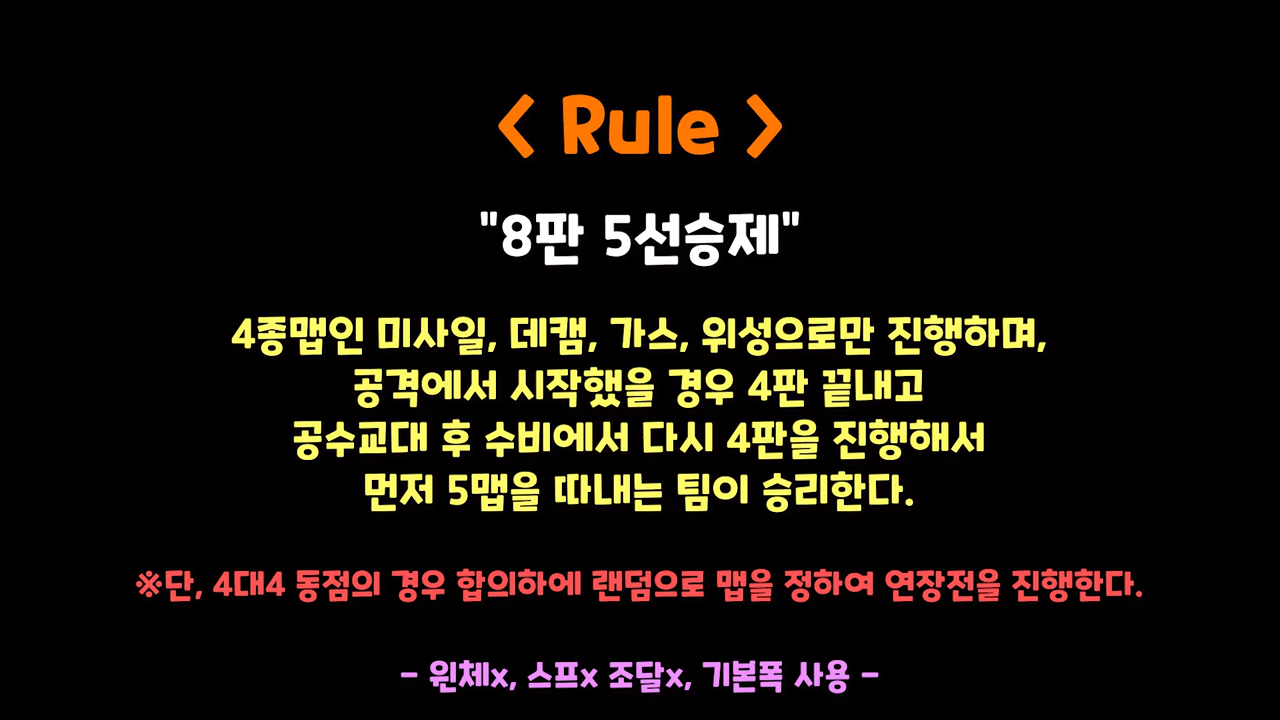 < Rule >
"8판 5선승제"
4종맵인 미사일, 데캠, 가스, 위성으로만 진행하며,
공격에서 시작했을 경우 4판 끝내고
공수교대 후 수비에서 다시 4판을 진행해서
먼저 5맵을 따내는 팀이 승리한다.
※단, 4대4 동점의 경우 합의하에 랜덤으로 맵을 정하여 연장전을 진행한다.
- 윈체x, 스프x 조달x, 기본폭 사용 -